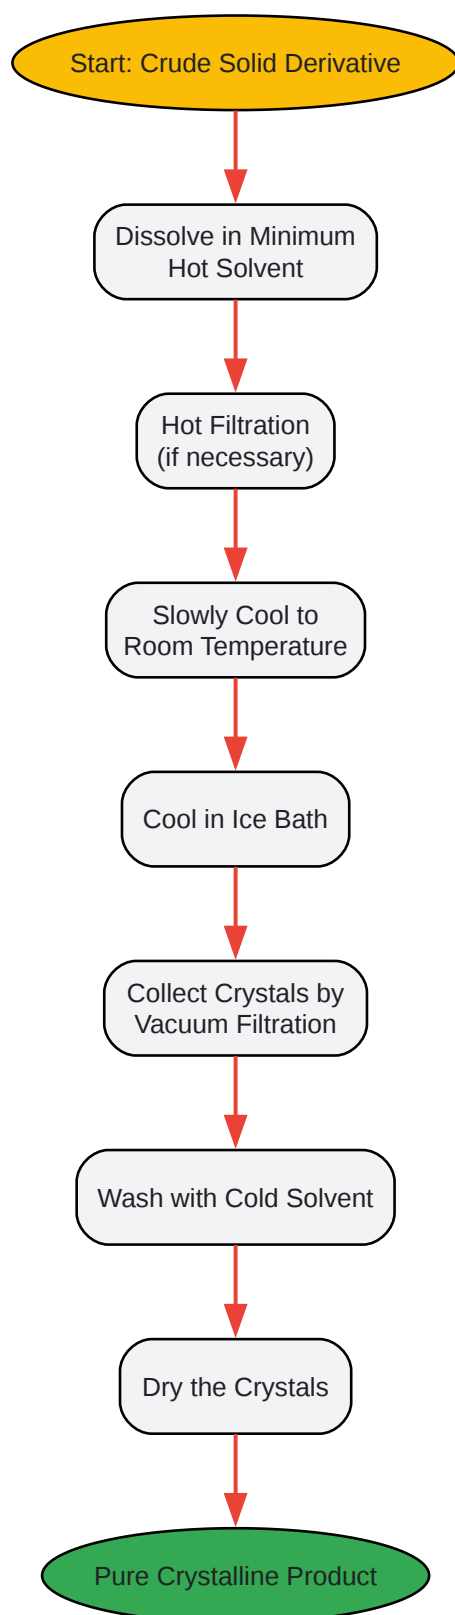 Start: Crude Solid Derivative
Dissolve in Minimum
Hot Solvent
Hot Filtration
(if necessary)
Slowly Cool to
Room Temperature
Cool in Ice Bath
Collect Crystals by
Vacuum Filtration
Wash with Cold Solvent
Dry the Crystals
Pure Crystalline Product